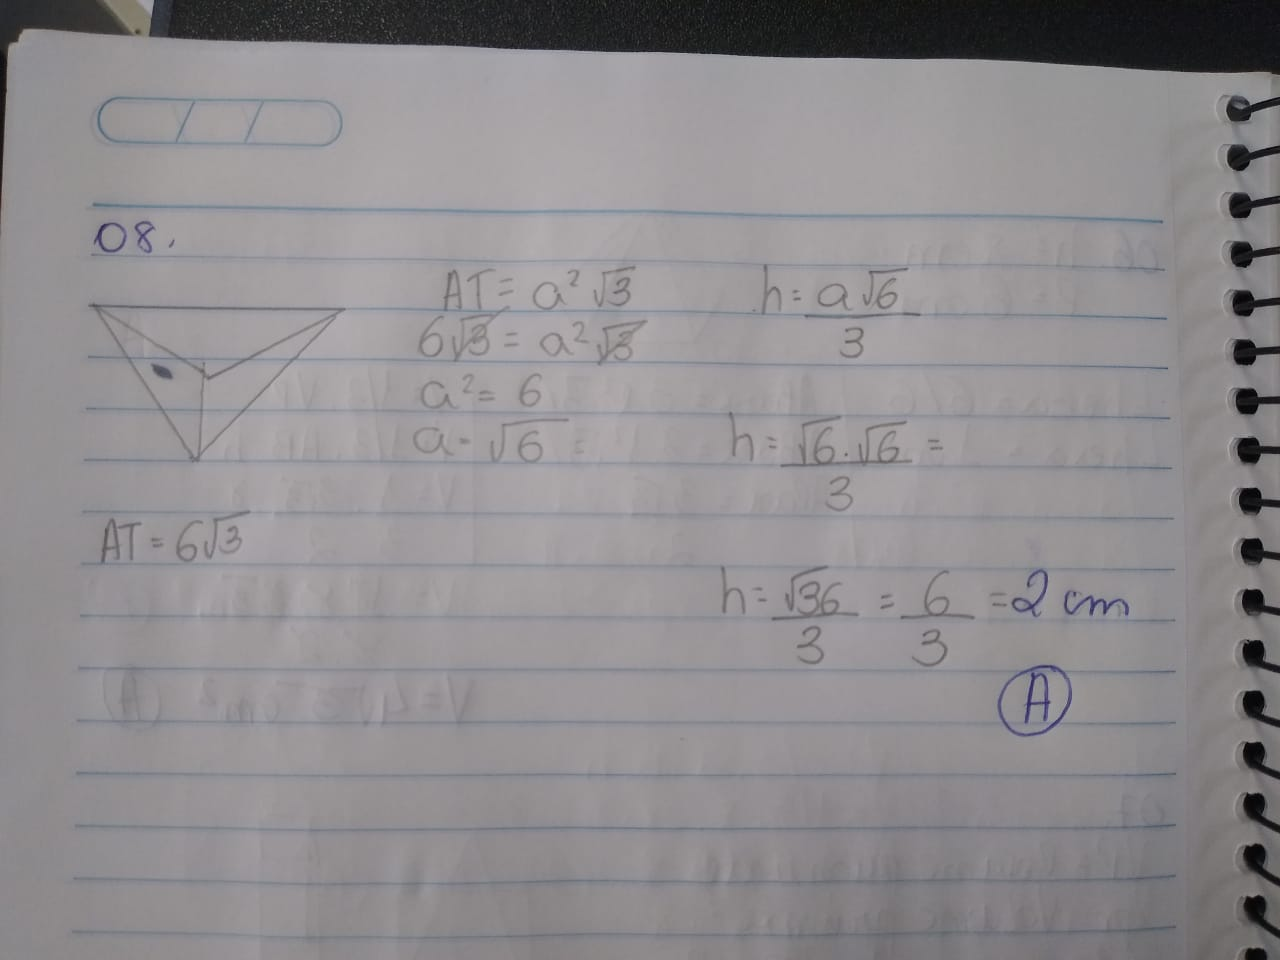 08.
AT = a² √3
6√3 = a² √3
a² = 6
a = √6
AT = 6√3
h = a√6/3
h = √6 . √6/3 =
h = √36/3 = 6/3 = 2 cm
A